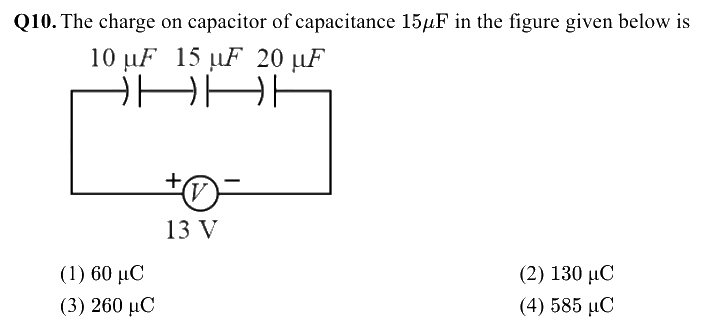 Q10. The charge on capacitor of capacitance 15μF in the figure given below is
10 μF 15 μF 20 μF
+ V −
13 V
(1) 60 μC (2) 130 μC
(3) 260 μC (4) 585 μC